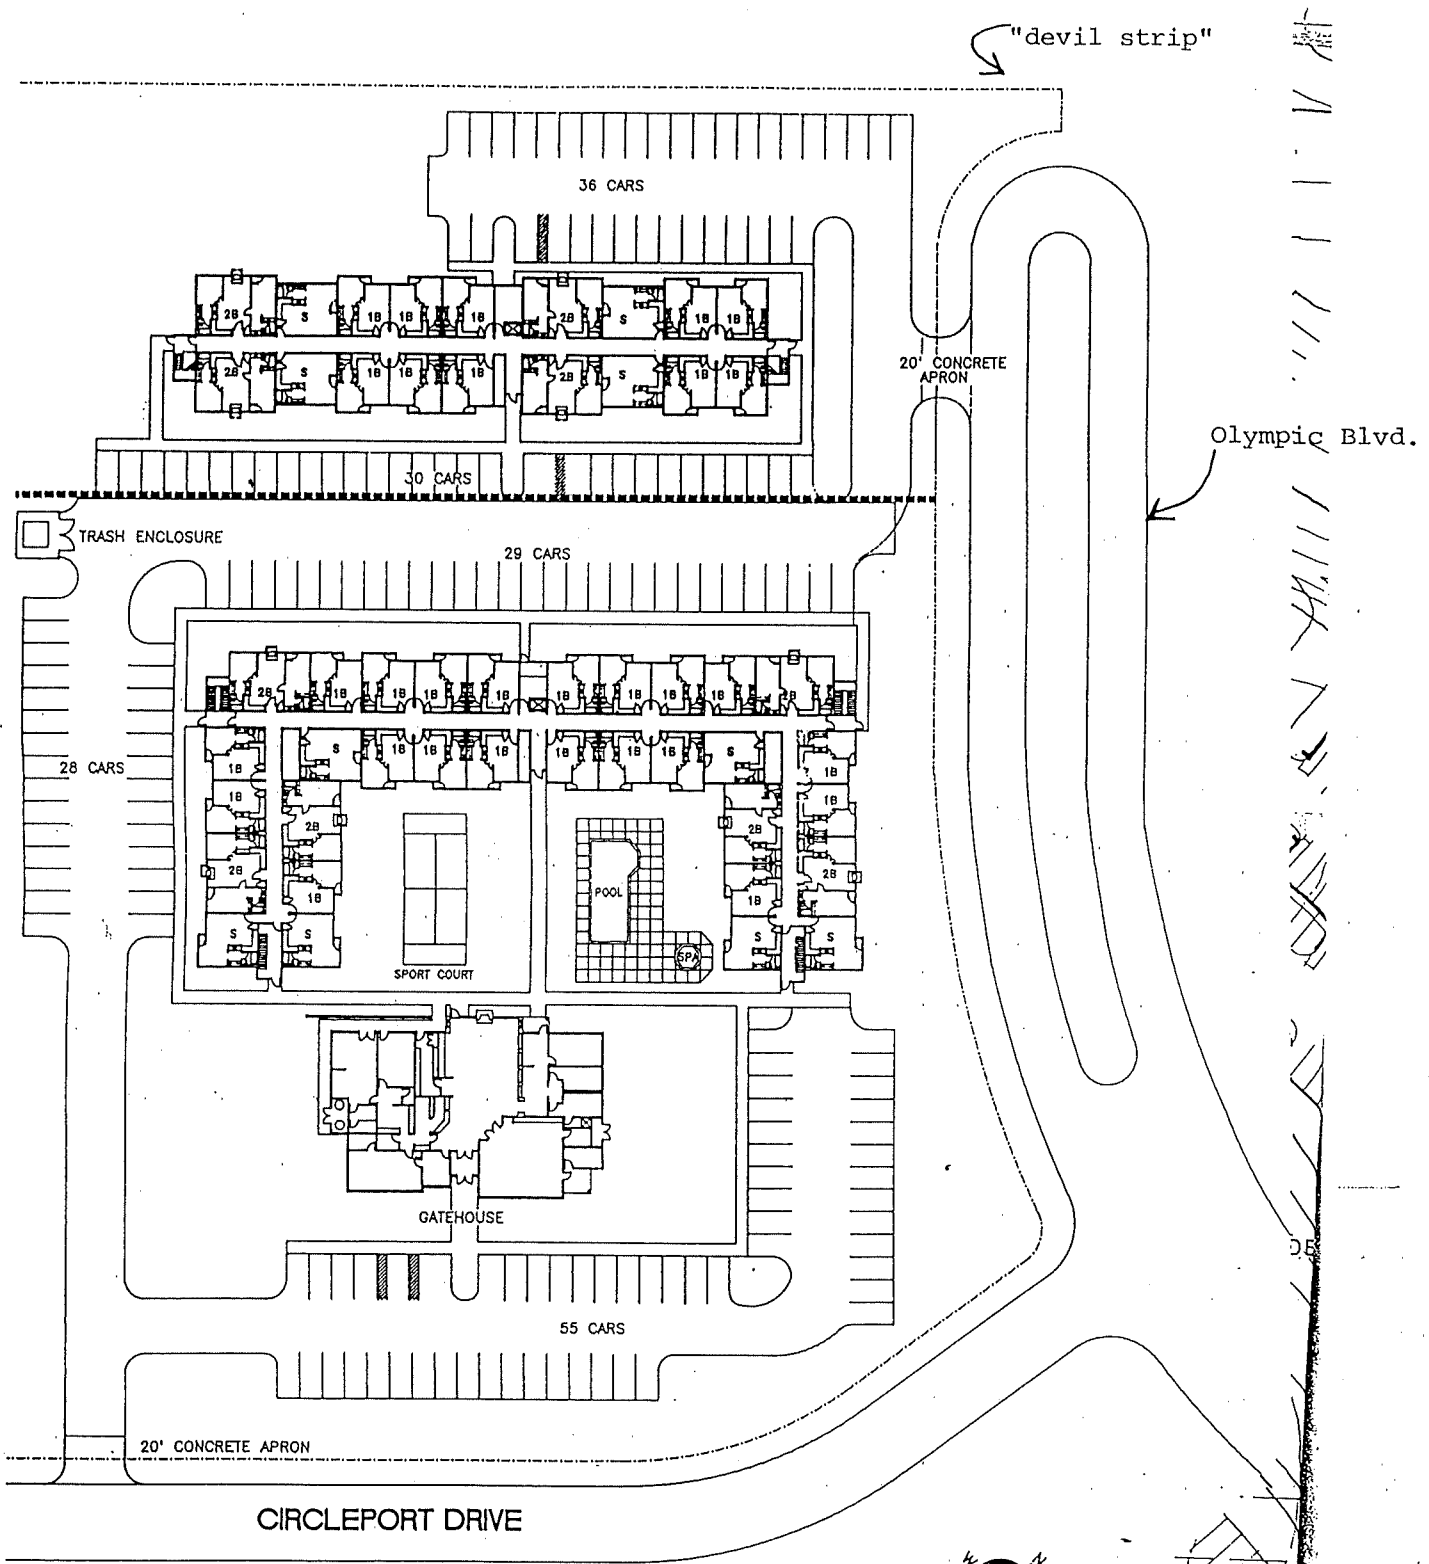 "devil strip"
36 CARS
2B S 1B 1B 1B 2B S 1B 1B
2B S 1B 1B 1B 2B S 1B 1B
20' CONCRETE
APRON
Olympic Blvd.
30 CARS
TRASH ENCLOSURE
29 CARS
2B 1B 1B 1B 1B 1B 1B 1B 1B 2B
S 1B 1B 1B 1B 1B 1B S
28 CARS
1B 1B
1B 1B
2B 2B
2B 2B
1B 1B
POOL
S S S S
SPA
SPORT COURT
GATEHOUSE
55 CARS
20' CONCRETE APRON
CIRCLEPORT DRIVE